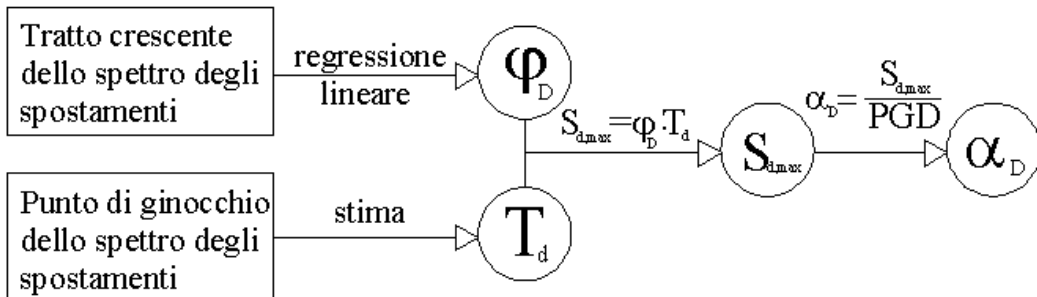 Tratto crescente
dello spettro degli
spostamenti
regressione
lineare
φD
Sd,max=φD·Td
Sd,max
αD=Sd,max/PGD
αD
Punto di ginocchio
dello spettro degli
spostamenti
stima
Td